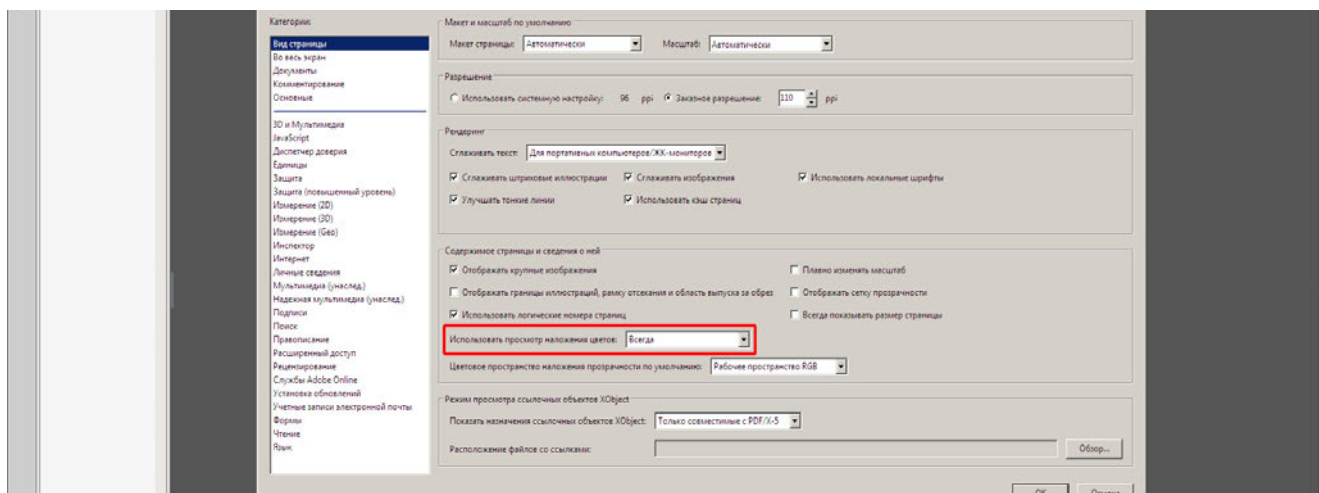 Категории:
Вид страницы
Во весь экран
Документы
Комментирование
Основные
3D и Мультимедиа
JavaScript
Диспетчер доверия
Единицы
Защита
Защита (повышенный уровень)
Измерение (2D)
Измерение (3D)
Измерение (Geo)
Инспектор
Интернет
Личные сведения
Мультимедиа (унаслед.)
Надежная мультимедиа (унаслед.)
Подписи
Поиск
Правописание
Расширенный доступ
Рецензирование
Службы Adobe Online
Установка обновлений
Учетные записи электронной почты
Формы
Чтение
Язык
Макет и масштаб по умолчанию
Макет страницы: Автоматически Масштаб: Автоматически
Разрешение
Использовать системную настройку: 96 ppi Заказное разрешение: 110 ppi
Рендеринг
Сглаживать текст: Для портативных компьютеров/ЖК-мониторов
Сглаживать штриховые иллюстрации Сглаживать изображения Использовать локальные шрифты
Улучшать тонкие линии Использовать кэш страниц
Содержимое страницы и сведения о ней
Отображать крупные изображения Плавно изменять масштаб
Отображать границы иллюстраций, рамку отсекания и область выпуска за обрез Отображать сетку прозрачности
Использовать логические номера страниц Всегда показывать размер страницы
Использовать просмотр наложения цветов: Всегда
Цветовое пространство наложения прозрачности по умолчанию: Рабочее пространство RGB
Режим просмотра ссылочных объектов XObject
Показать назначения ссылочных объектов XObject: Только совместимые с PDF/X-5
Расположение файлов со ссылками: Обзор...
OK Отмена